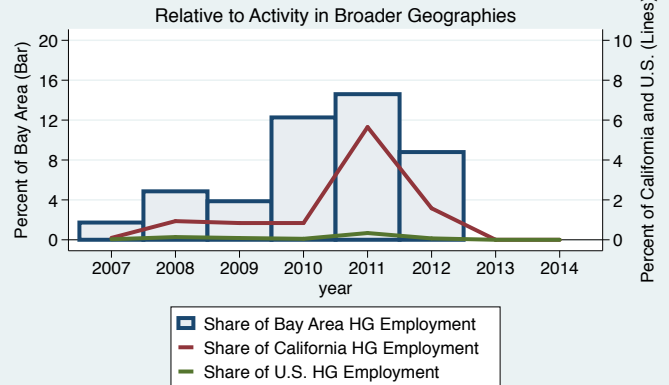 Relative to Activity in Broader Geographies
Percent of Bay Area (Bar)
20
16
12
8
4
0
Percent of California and U.S. (Lines)
10
8
6
4
2
0
2007 2008 2009 2010 2011 2012 2013 2014
year
Share of Bay Area HG Employment
Share of California HG Employment
Share of U.S. HG Employment